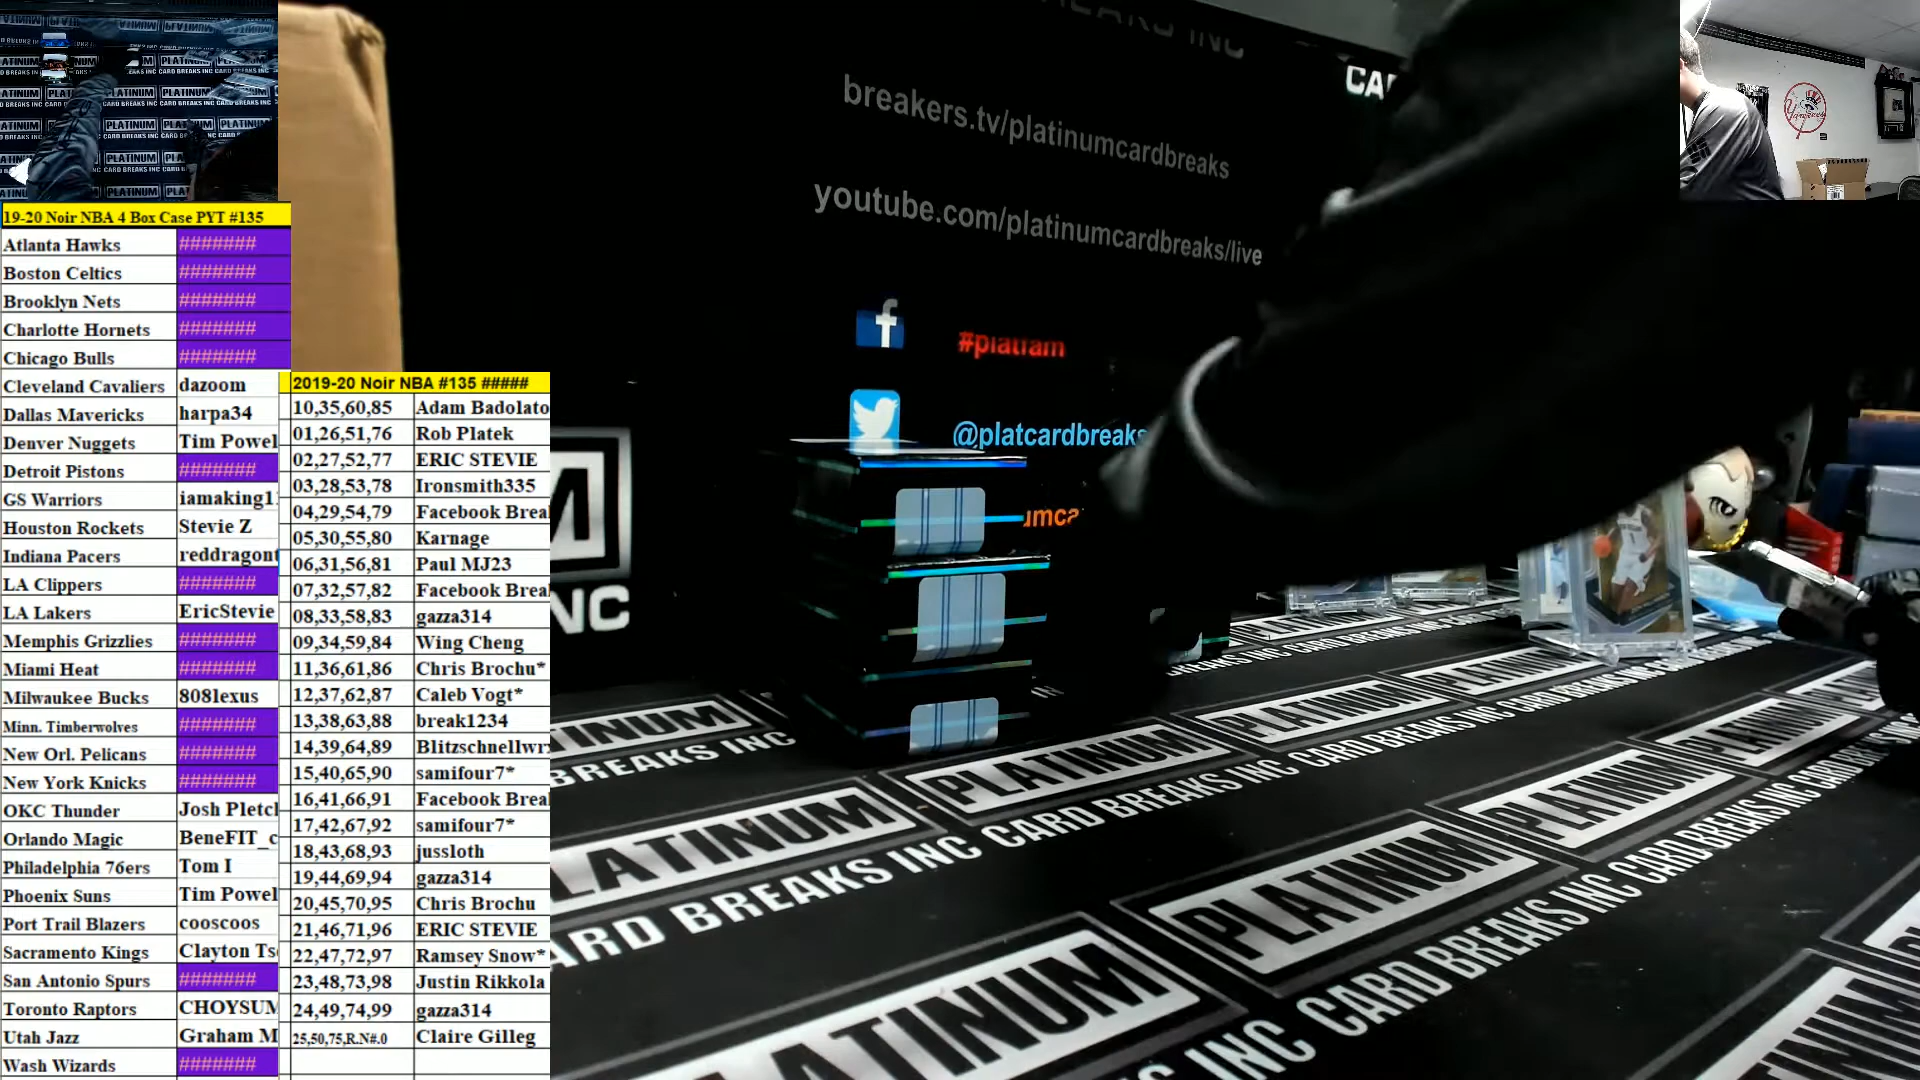 BREAKS INC
breakers.tv/platinumcardbreaks
youtube.com/platinumcardbreaks/live
#platfam
@platcardbreaks
19-20 Noir NBA 4 Box Case PYT #135
Atlanta Hawks #######
Boston Celtics #######
Brooklyn Nets #######
Charlotte Hornets #######
Chicago Bulls #######
Cleveland Cavaliers dazoom
Dallas Mavericks harpa34
Denver Nuggets Tim Powel
Detroit Pistons #######
GS Warriors iamaking1
Houston Rockets Stevie Z
Indiana Pacers reddragont
LA Clippers #######
LA Lakers EricStevie
Memphis Grizzlies #######
Miami Heat #######
Milwaukee Bucks 808lexus
Minn. Timberwolves #######
New Orl. Pelicans #######
New York Knicks #######
OKC Thunder Josh Pletcl
Orlando Magic BeneFIT_c
Philadelphia 76ers Tom I
Phoenix Suns Tim Powel
Port Trail Blazers cooscoos
Sacramento Kings Clayton Ts
San Antonio Spurs #######
Toronto Raptors CHOYSUM
Utah Jazz Graham M
Wash Wizards #######
2019-20 Noir NBA #135 #####
10,35,60,85 Adam Badolato
01,26,51,76 Rob Platek
02,27,52,77 ERIC STEVIE
03,28,53,78 Ironsmith335
04,29,54,79 Facebook Brea
05,30,55,80 Karnage
06,31,56,81 Paul MJ23
07,32,57,82 Facebook Brea
08,33,58,83 gazza314
09,34,59,84 Wing Cheng
11,36,61,86 Chris Brochu*
12,37,62,87 Caleb Vogt*
13,38,63,88 break1234
14,39,64,89 Blitzschnellwrx
15,40,65,90 samifour7*
16,41,66,91 Facebook Brea
17,42,67,92 samifour7*
18,43,68,93 jussloth
19,44,69,94 gazza314
20,45,70,95 Chris Brochu
21,46,71,96 ERIC STEVIE
22,47,72,97 Ramsey Snow*
23,48,73,98 Justin Rikkola
24,49,74,99 gazza314
25,50,75,R.N#.0 Claire Gilleg
PLATINUM
CARD BREAKS INC